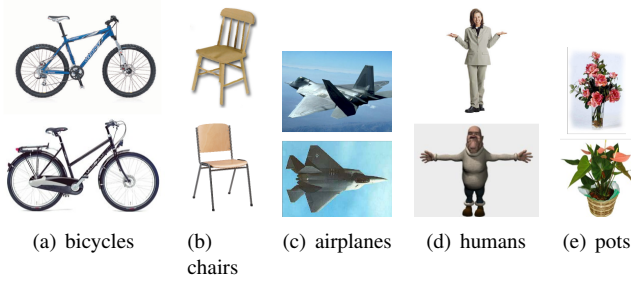 (a) bicycles
(b)
chairs
(c) airplanes
(d) humans
(e) pots